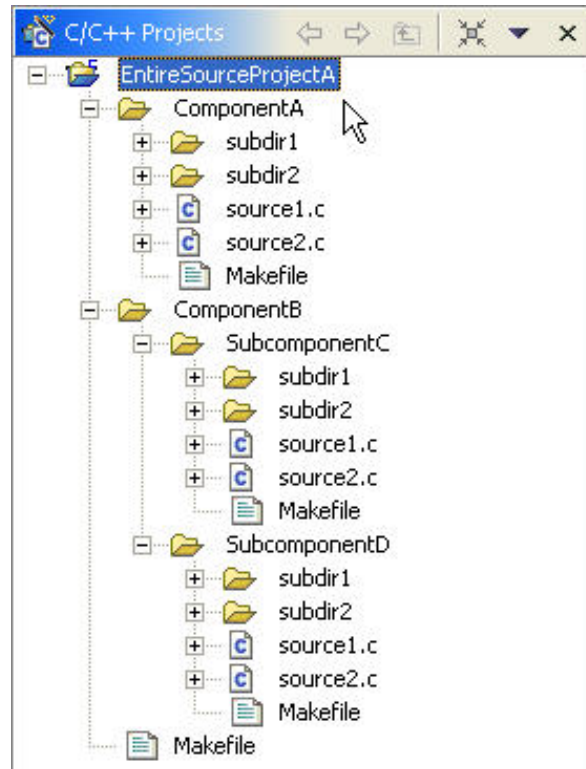 C/C++ Projects
EntireSourceProjectA
ComponentA
subdir1
subdir2
source1.c
source2.c
Makefile
ComponentB
SubcomponentC
subdir1
subdir2
source1.c
source2.c
Makefile
SubcomponentD
subdir1
subdir2
source1.c
source2.c
Makefile
Makefile